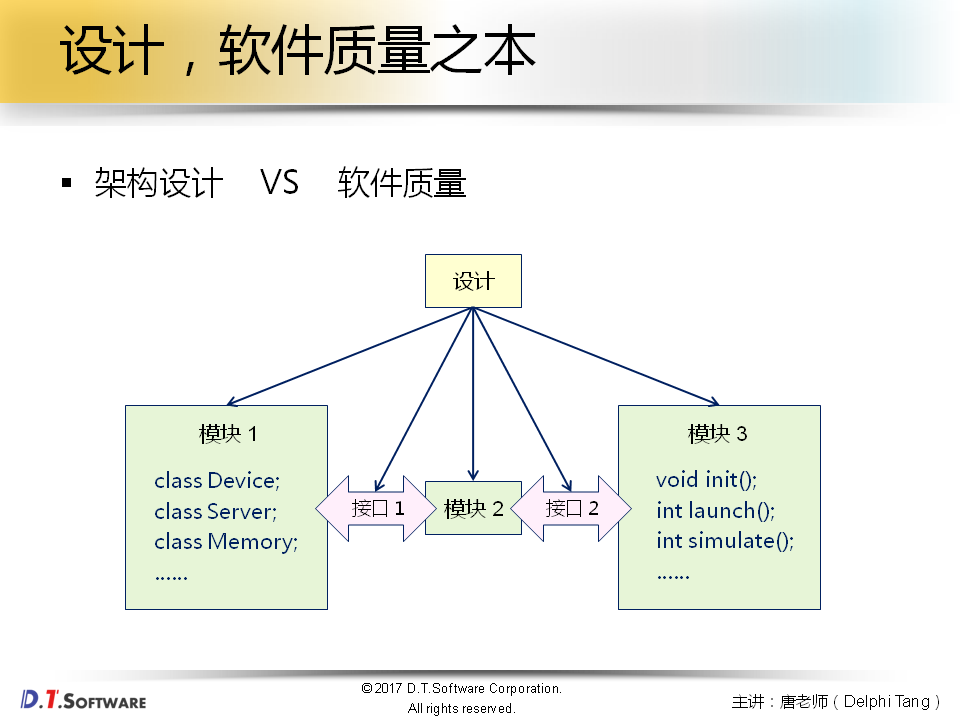 设计，软件质量之本
架构设计 VS 软件质量
设计
模块 1
class Device;
class Server;
class Memory;
......
接口 1
模块 2
接口 2
模块 3
void init();
int launch();
int simulate();
......
D.T.SOFTWARE
©2017 D.T.Software Corporation.
All rights reserved.
主讲：唐老师（Delphi Tang）